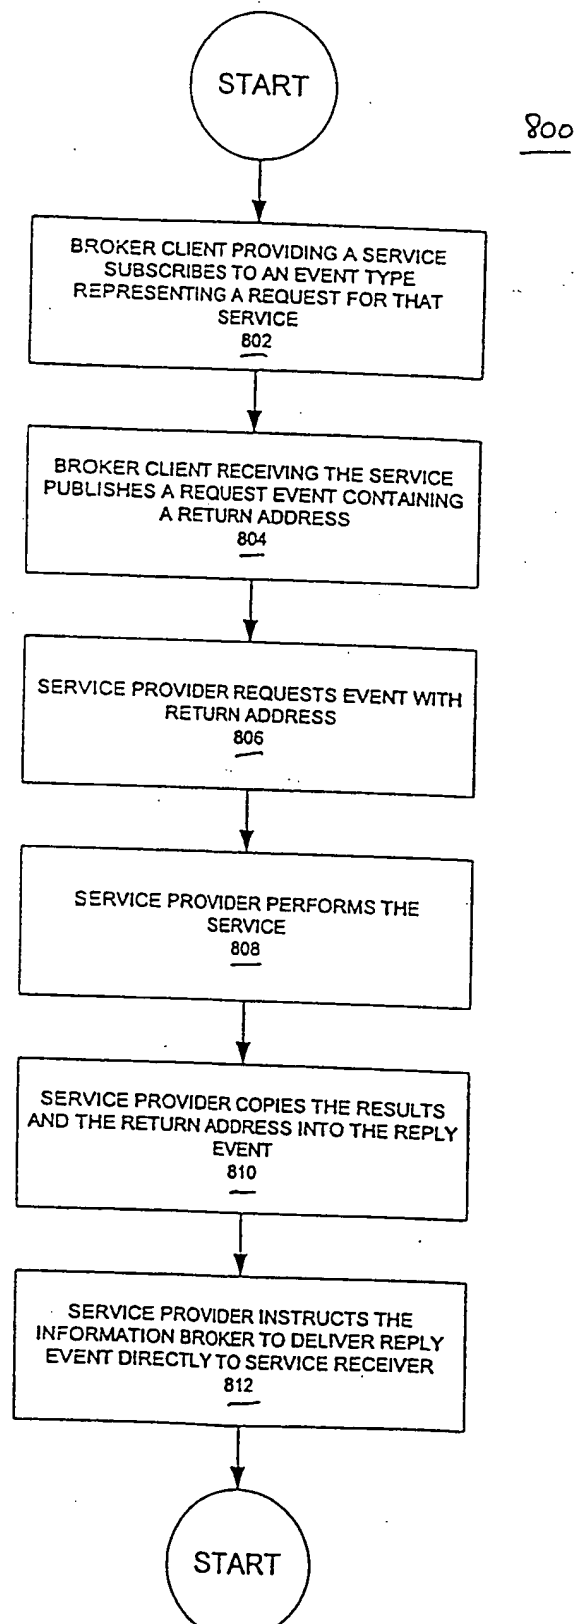 START
800
BROKER CLIENT PROVIDING A SERVICE
SUBSCRIBES TO AN EVENT TYPE
REPRESENTING A REQUEST FOR THAT
SERVICE
802
BROKER CLIENT RECEIVING THE SERVICE
PUBLISHES A REQUEST EVENT CONTAINING
A RETURN ADDRESS
804
SERVICE PROVIDER REQUESTS EVENT WITH
RETURN ADDRESS
806
SERVICE PROVIDER PERFORMS THE
SERVICE
808
SERVICE PROVIDER COPIES THE RESULTS
AND THE RETURN ADDRESS INTO THE REPLY
EVENT
810
SERVICE PROVIDER INSTRUCTS THE
INFORMATION BROKER TO DELIVER REPLY
EVENT DIRECTLY TO SERVICE RECEIVER
812
START